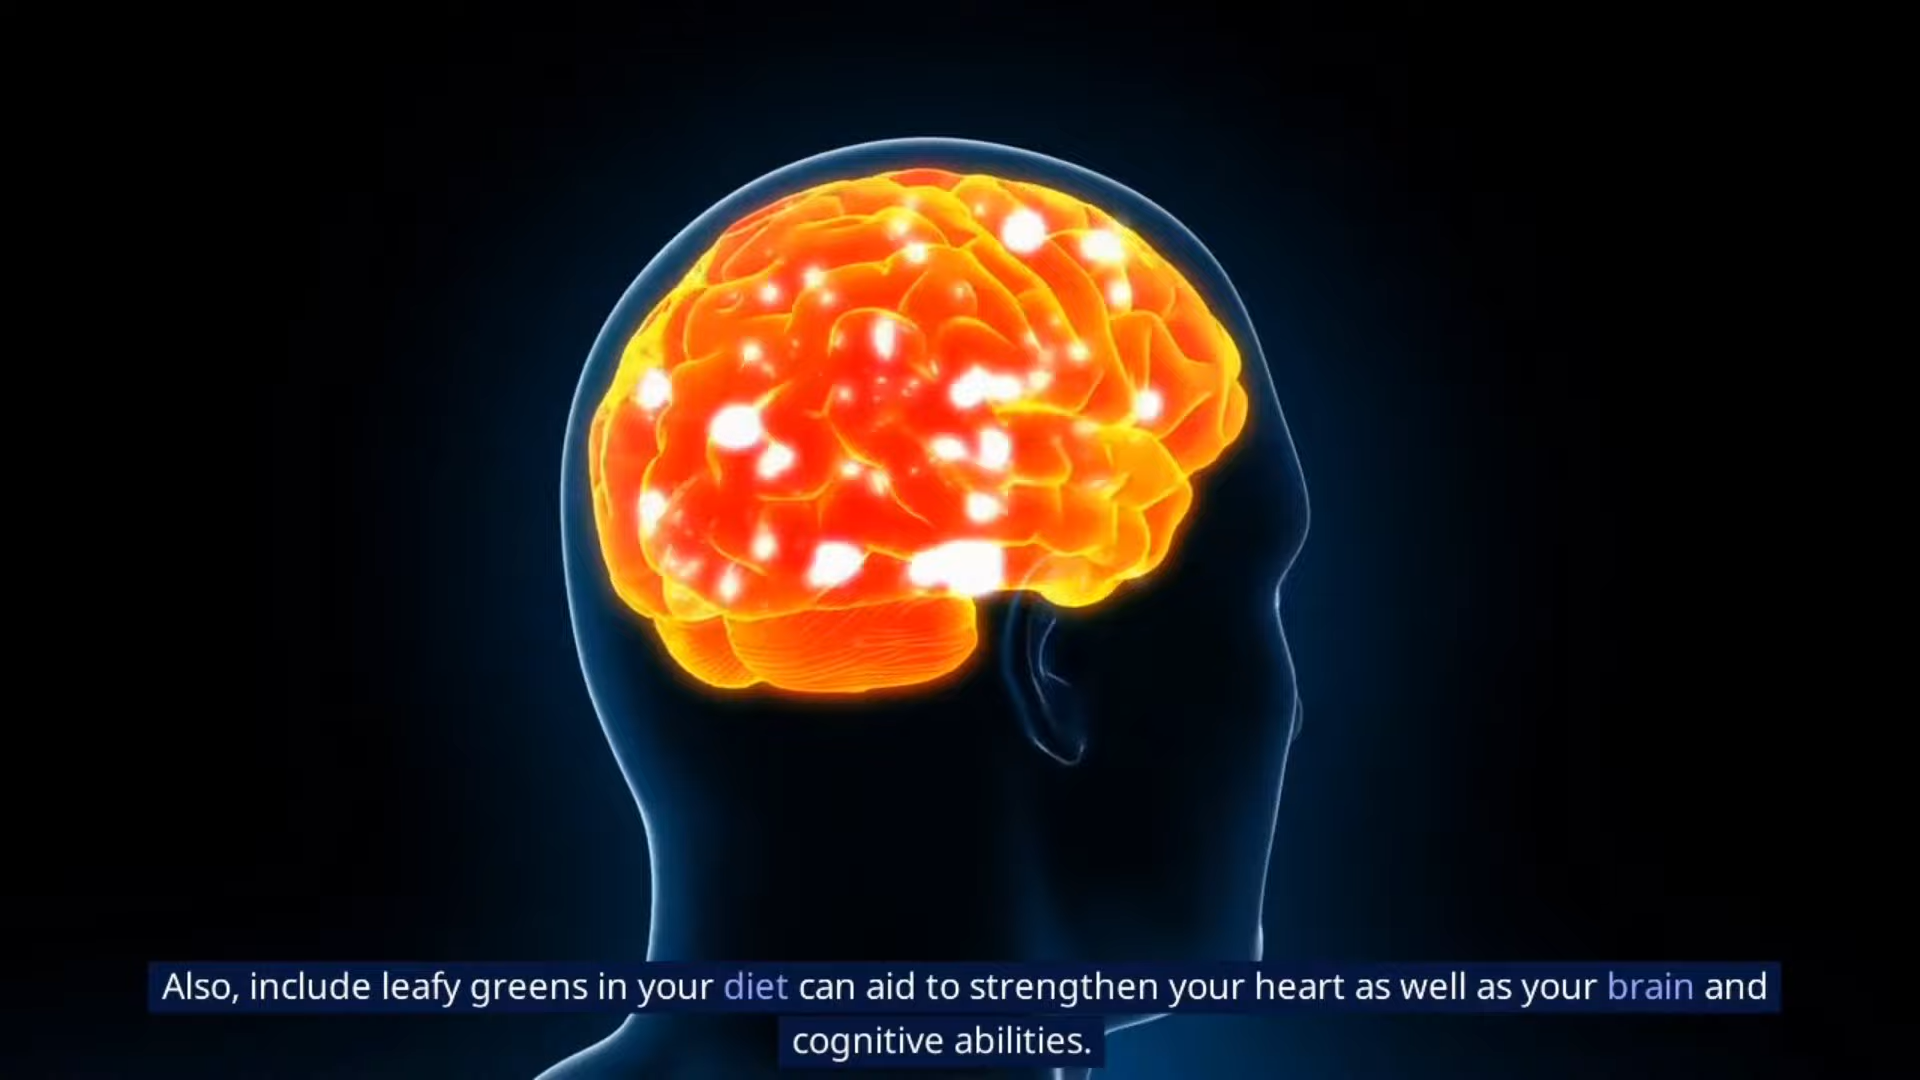 Also, include leafy greens in your diet can aid to strengthen your heart as well as your brain and
cognitive abilities.